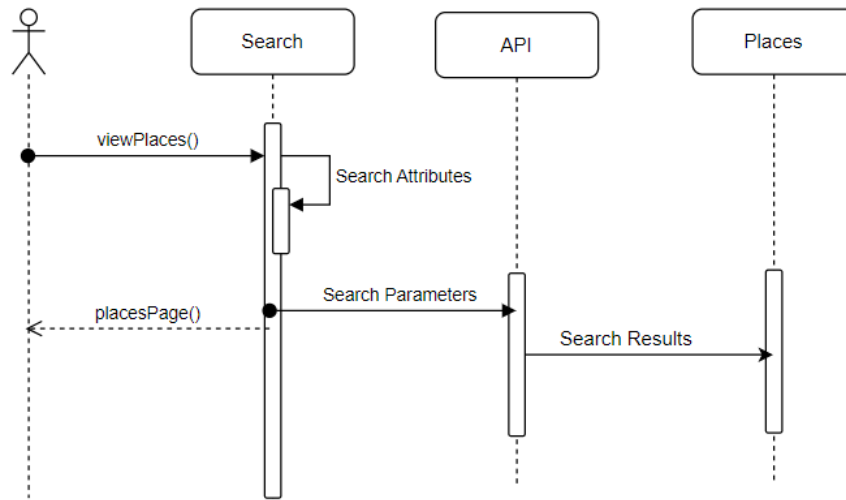 Search
API
Places
viewPlaces()
Search Attributes
Search Parameters
placesPage()
Search Results